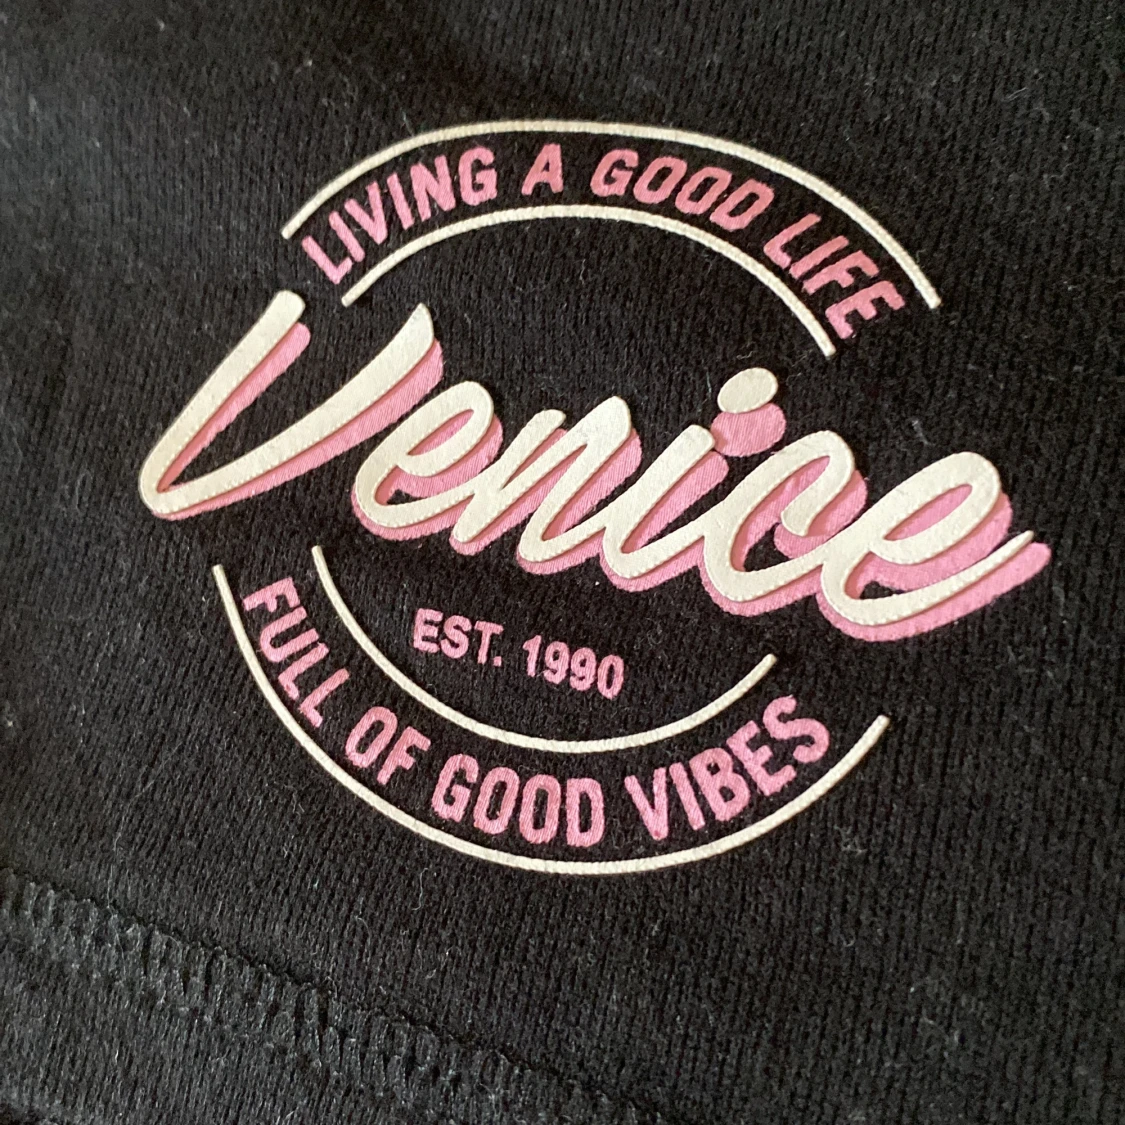 LIVING A GOOD LIFE
Venice
EST. 1990
FULL OF GOOD VIBES